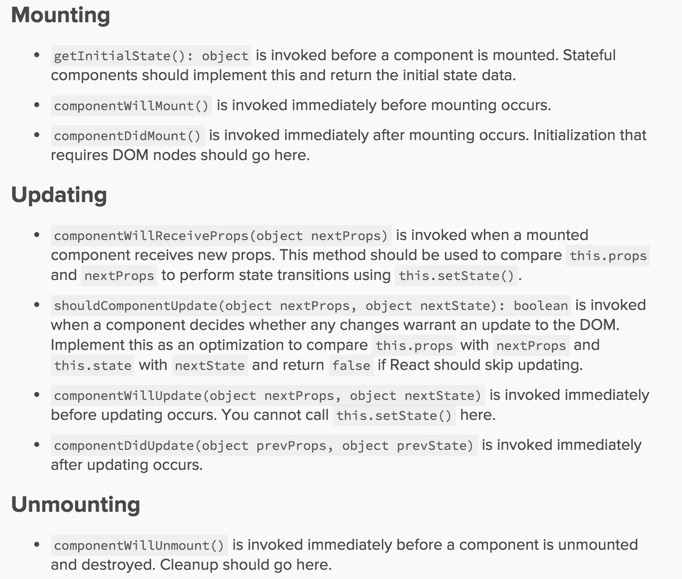 Mounting
• getInitialState(): object is invoked before a component is mounted. Stateful
components should implement this and return the initial state data.
• componentWillMount() is invoked immediately before mounting occurs.
• componentDidMount() is invoked immediately after mounting occurs. Initialization that
requires DOM nodes should go here.
Updating
• componentWillReceiveProps(object nextProps) is invoked when a mounted
component receives new props. This method should be used to compare this.props
and nextProps to perform state transitions using this.setState().
• shouldComponentUpdate(object nextProps, object nextState): boolean is invoked
when a component decides whether any changes warrant an update to the DOM.
Implement this as an optimization to compare this.props with nextProps and
this.state with nextState and return false if React should skip updating.
• componentWillUpdate(object nextProps, object nextState) is invoked immediately
before updating occurs. You cannot call this.setState() here.
• componentDidUpdate(object prevProps, object prevState) is invoked immediately
after updating occurs.
Unmounting
• componentWillUnmount() is invoked immediately before a component is unmounted
and destroyed. Cleanup should go here.